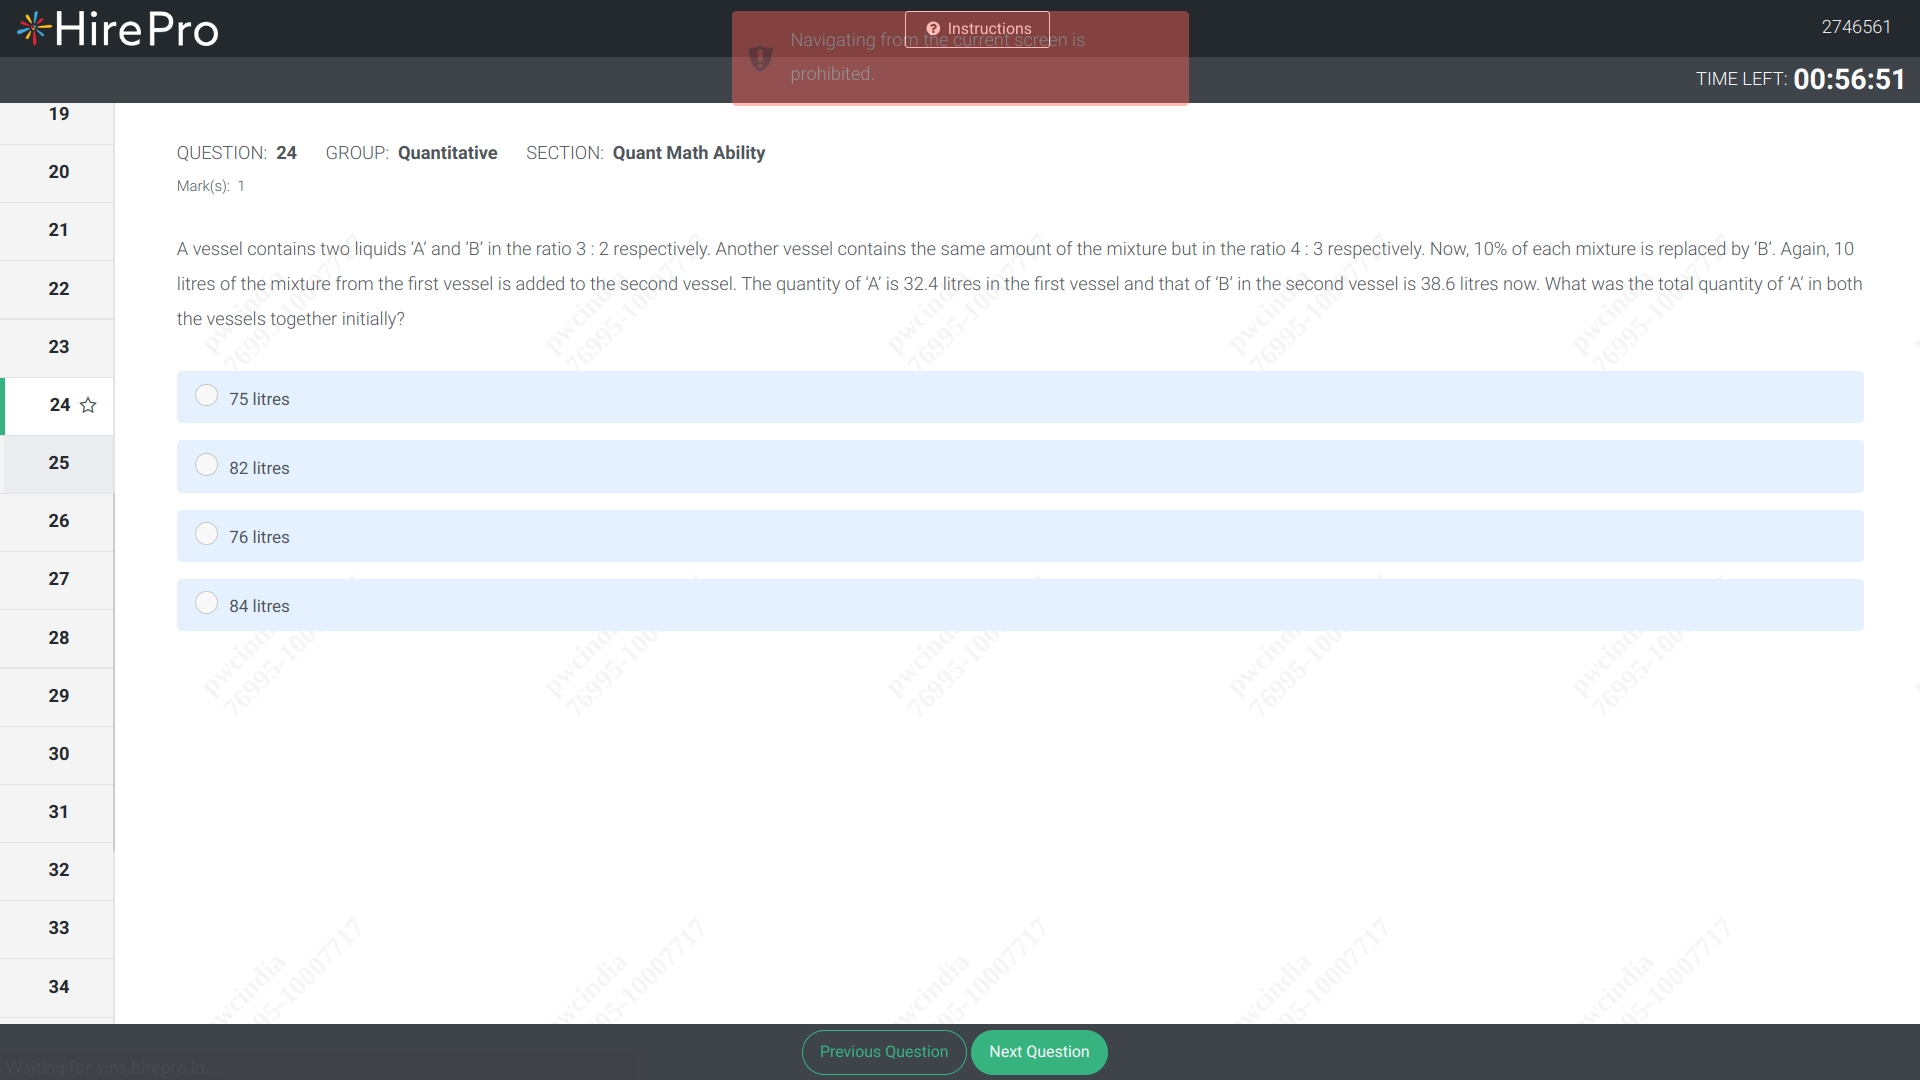 HirePro
Instructions
2746561
Navigating from the current screen is
prohibited.
TIME LEFT: 00:56:51
19
QUESTION: 24 GROUP: Quantitative SECTION: Quant Math Ability
20
Mark(s): 1
21
A vessel contains two liquids ‘A’ and ‘B’ in the ratio 3 : 2 respectively. Another vessel contains the same amount of the mixture but in the ratio 4 : 3 respectively. Now, 10% of each mixture is replaced by ‘B’. Again, 10
litres of the mixture from the first vessel is added to the second vessel. The quantity of ‘A’ is 32.4 litres in the first vessel and that of ‘B’ in the second vessel is 38.6 litres now. What was the total quantity of ‘A’ in both
the vessels together initially?
22
23
75 litres
24
25
82 litres
26
76 litres
27
84 litres
28
29
30
31
32
33
34
pwcindia
76995-10007717
Previous Question
Next Question
Waiting for ams.hirepro.in...